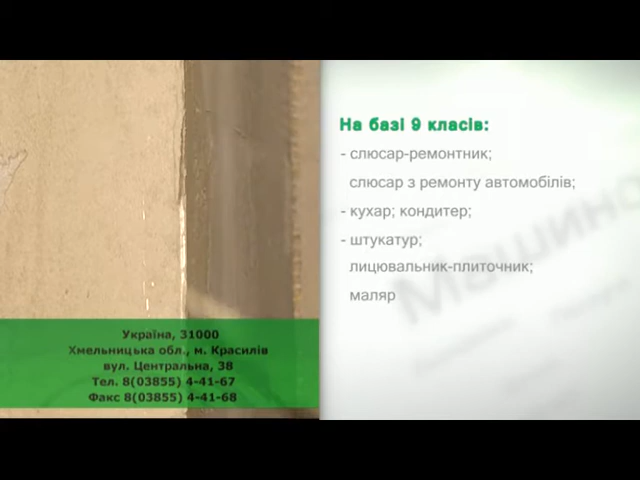 На базі 9 класів:
- слюсар-ремонтник;
слюсар з ремонту автомобілів;
- кухар; кондитер;
- штукатур;
лицювальник-плиточник;
маляр
Україна, 31000
Хмельницька обл., м. Красилів
вул. Центральна, 38
Тел. 8(03855) 4-41-67
Факс 8(03855) 4-41-68